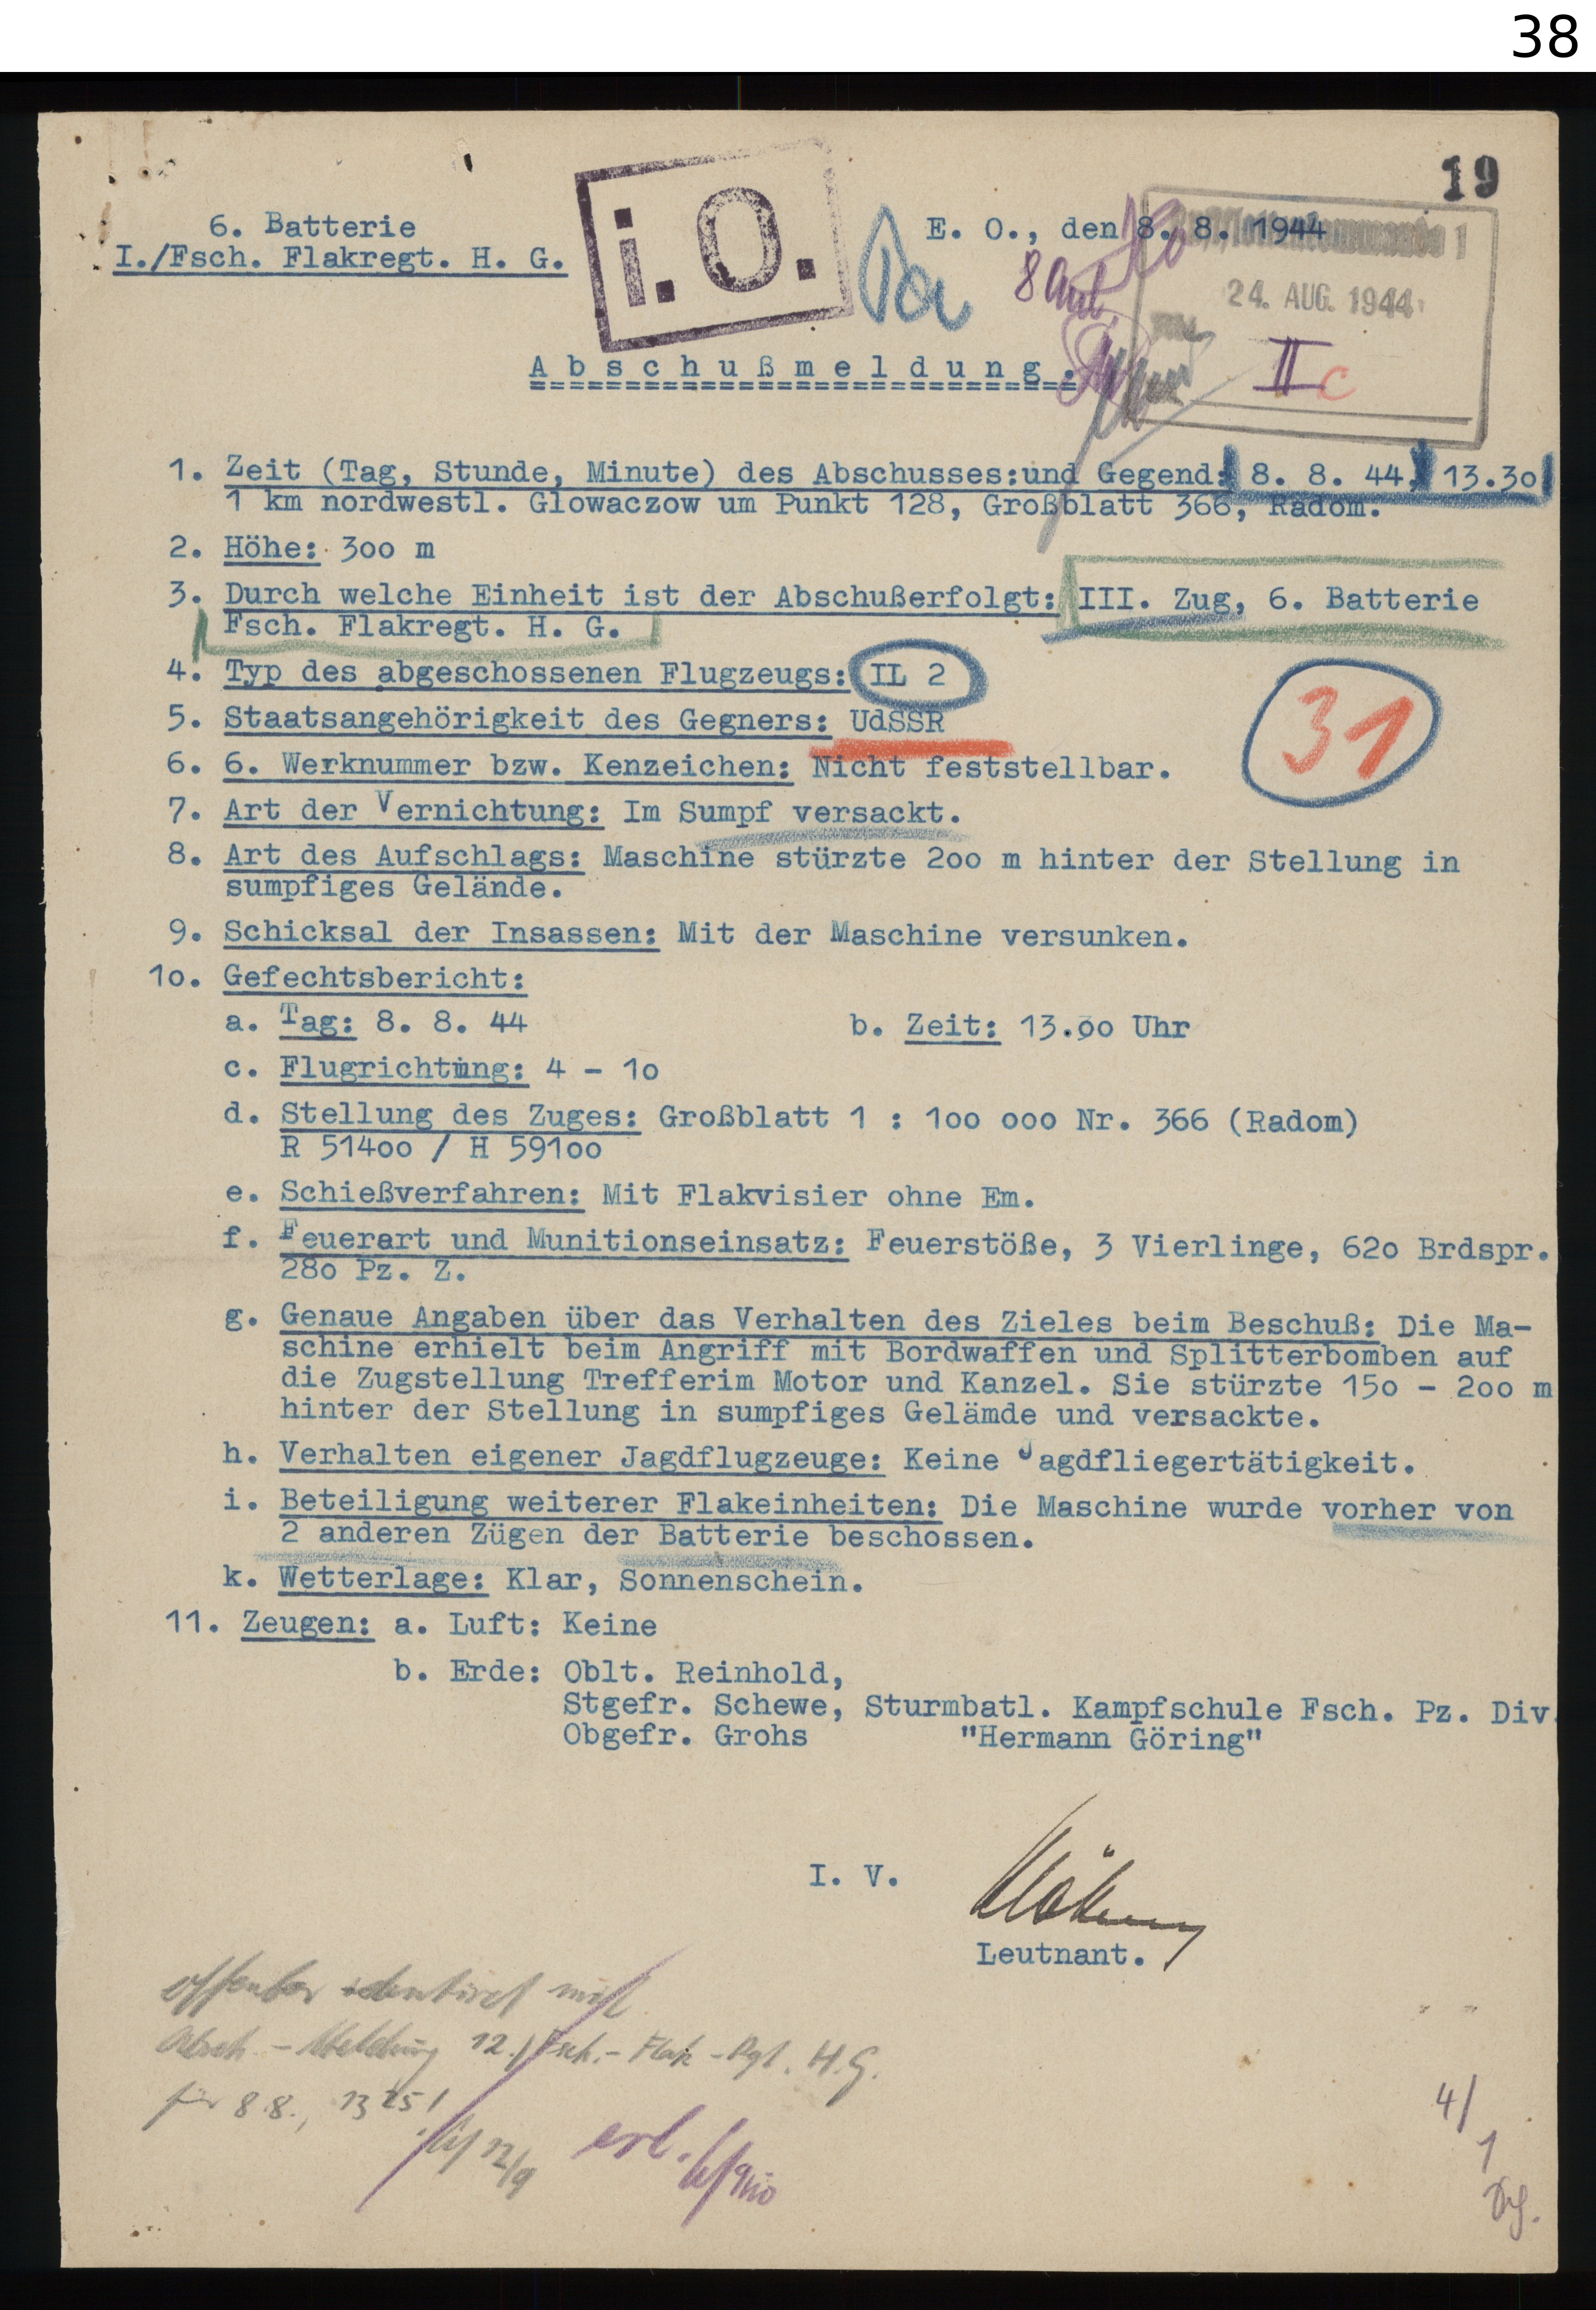 38
19
6. Batterie
I./Fsch. Flakregt. H. G.
i.O.
E. O., den 8. 8. 1944
24. AUG. 1944
II c
Abschußmeldung:
1. Zeit (Tag, Stunde, Minute) des Abschusses:und Gegend: 8. 8. 44, 13.3o
1 km nordwestl. Glowaczow um Punkt 128, Großblatt 366, Radom.
2. Höhe: 3oo m
3. Durch welche Einheit ist der Abschußerfolgt: III. Zug, 6. Batterie
Fsch. Flakregt. H. G.
4. Typ des abgeschossenen Flugzeugs: IL 2
5. Staatsangehörigkeit des Gegners: UdSSR
31
6. 6. Werknummer bzw. Kenzeichen: Nicht feststellbar.
7. Art der Vernichtung: Im Sumpf versackt.
8. Art des Aufschlags: Maschine stürzte 2oo m hinter der Stellung in
sumpfiges Gelände.
9. Schicksal der Insassen: Mit der Maschine versunken.
1o. Gefechtsbericht:
a. Tag: 8. 8. 44 b. Zeit: 13.oo Uhr
c. Flugrichtung: 4 - 1o
d. Stellung des Zuges: Großblatt 1 : 1oo ooo Nr. 366 (Radom)
R 514oo / H 591oo
e. Schießverfahren: Mit Flakvisier ohne Em.
f. Feuerart und Munitionseinsatz: Feuerstöße, 3 Vierlinge, 62o Brdspr.
28o Pz. Z.
g. Genaue Angaben über das Verhalten des Zieles beim Beschuß: Die Ma-
schine erhielt beim Angriff mit Bordwaffen und Splitterbomben auf
die Zugstellung Trefferim Motor und Kanzel. Sie stürzte 15o - 2oo m
hinter der Stellung in sumpfiges Gelämde und versackte.
h. Verhalten eigener Jagdflugzeuge: Keine Jagdfliegertätigkeit.
i. Beteiligung weiterer Flakeinheiten: Die Maschine wurde vorher von
2 anderen Zügen der Batterie beschossen.
k. Wetterlage: Klar, Sonnenschein.
11. Zeugen: a. Luft: Keine
b. Erde: Oblt. Reinhold,
Stgefr. Schewe, Sturmbatl. Kampfschule Fsch. Pz. Div.
Obgefr. Grohs "Hermann Göring"
I. V.
Leutnant.
offenbar identisch mit
Absch.-Meldung 12./Fsch.-Flak-Rgt. H.G.
für 8.8., 13 25!
12/9 erl.
4/
1